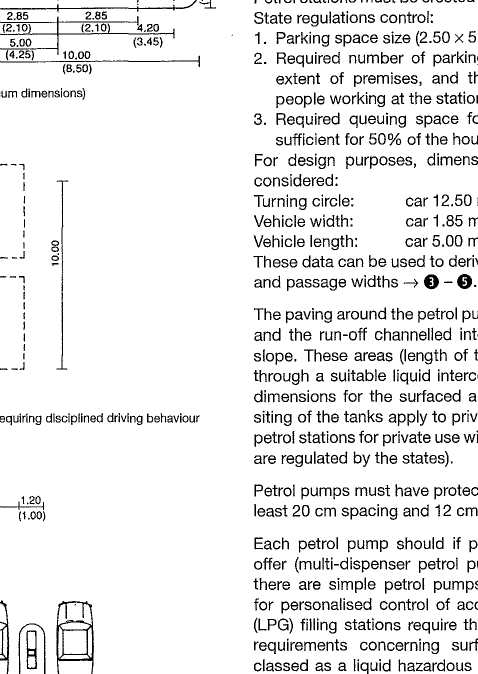 2.85 2.85
(2.10) (2.10) 4.20
5.00 (3.45)
(4.25) 10.00
(8,50)
cum dimensions)
10.00
equiring disciplined driving behaviour
1.20
(1.00)
State regulations control:
1. Parking space size (2.50 × 5
2. Required number of parkin
extent of premises, and th
people working at the station
3. Required queuing space fo
sufficient for 50% of the hou
For design purposes, dimens
considered:
Turning circle: car 12.50
Vehicle width: car 1.85 m
Vehicle length: car 5.00 m
These data can be used to deriv
and passage widths → 3 – 5.
The paving around the petrol pu
and the run-off channelled int
slope. These areas (length of t
through a suitable liquid interc
dimensions for the surfaced a
siting of the tanks apply to priv
petrol stations for private use wi
are regulated by the states).
Petrol pumps must have protec
least 20 cm spacing and 12 cm
Each petrol pump should if p
offer (multi-dispenser petrol pu
there are simple petrol pumps
for personalised control of acc
(LPG) filling stations require th
requirements concerning surf
classed as a liquid hazardous